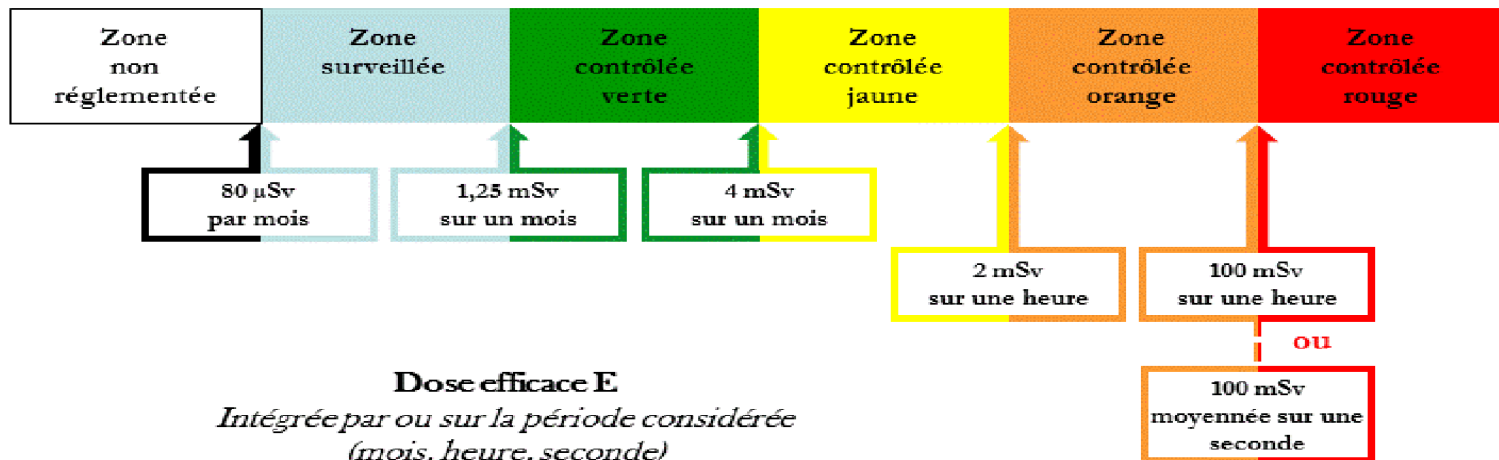 Zone
non
réglementée
Zone
surveillée
Zone
contrôlée
verte
Zone
contrôlée
jaune
Zone
contrôlée
orange
Zone
contrôlée
rouge
80 µSv
par mois
1,25 mSv
sur un mois
4 mSv
sur un mois
2 mSv
sur une heure
100 mSv
sur une heure
ou
100 mSv
moyennée sur une
seconde
Dose efficace E
Intégrée par ou sur la période considérée
(mois, heure, seconde)